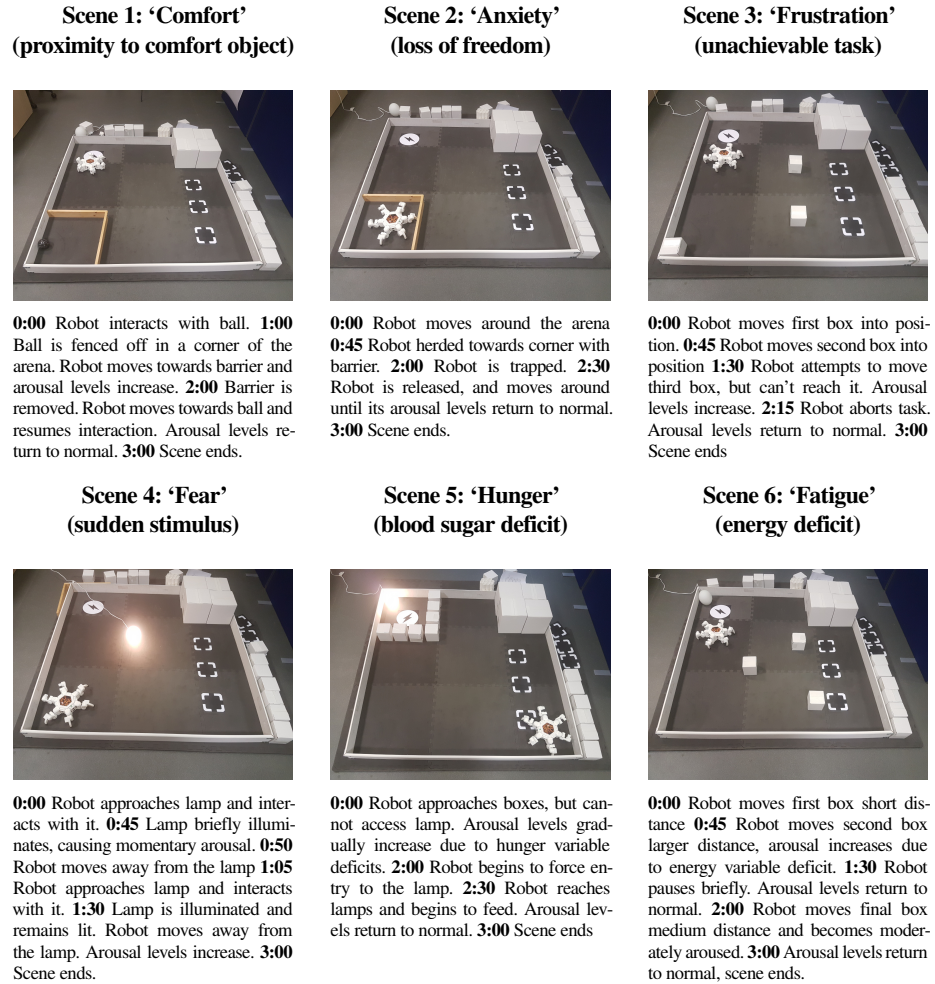 Scene 1: ‘Comfort’
(proximity to comfort object)
0:00 Robot interacts with ball. 1:00
Ball is fenced off in a corner of the
arena. Robot moves towards barrier and
arousal levels increase. 2:00 Barrier is
removed. Robot moves towards ball and
resumes interaction. Arousal levels re-
turn to normal. 3:00 Scene ends.
Scene 2: ‘Anxiety’
(loss of freedom)
0:00 Robot moves around the arena
0:45 Robot herded towards corner with
barrier. 2:00 Robot is trapped. 2:30
Robot is released, and moves around
until its arousal levels return to normal.
3:00 Scene ends.
Scene 3: ‘Frustration’
(unachievable task)
0:00 Robot moves first box into posi-
tion. 0:45 Robot moves second box into
position 1:30 Robot attempts to move
third box, but can’t reach it. Arousal
levels increase. 2:15 Robot aborts task.
Arousal levels return to normal. 3:00
Scene ends
Scene 4: ‘Fear’
(sudden stimulus)
0:00 Robot approaches lamp and inter-
acts with it. 0:45 Lamp briefly illumi-
nates, causing momentary arousal. 0:50
Robot moves away from the lamp 1:05
Robot approaches lamp and interacts
with it. 1:30 Lamp is illuminated and
remains lit. Robot moves away from
the lamp. Arousal levels increase. 3:00
Scene ends.
Scene 5: ‘Hunger’
(blood sugar deficit)
0:00 Robot approaches boxes, but can-
not access lamp. Arousal levels grad-
ually increase due to hunger variable
deficits. 2:00 Robot begins to force en-
try to the lamp. 2:30 Robot reaches
lamps and begins to feed. Arousal lev-
els return to normal. 3:00 Scene ends
Scene 6: ‘Fatigue’
(energy deficit)
0:00 Robot moves first box short dis-
tance 0:45 Robot moves second box
larger distance, arousal increases due
to energy variable deficit. 1:30 Robot
pauses briefly. Arousal levels return to
normal. 2:00 Robot moves final box
medium distance and becomes moder-
ately aroused. 3:00 Arousal levels return
to normal, scene ends.